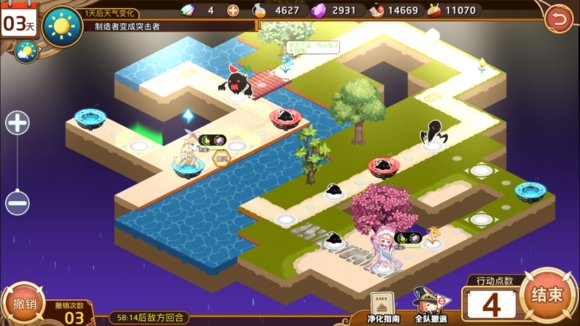 03天
1天后天气变化
制造者变成突击者
4
4627
2931
14669
11070
撤销
撤销次数
03
58:14后敌方回合
净化指南
全队撤退
行动点数
4
结束